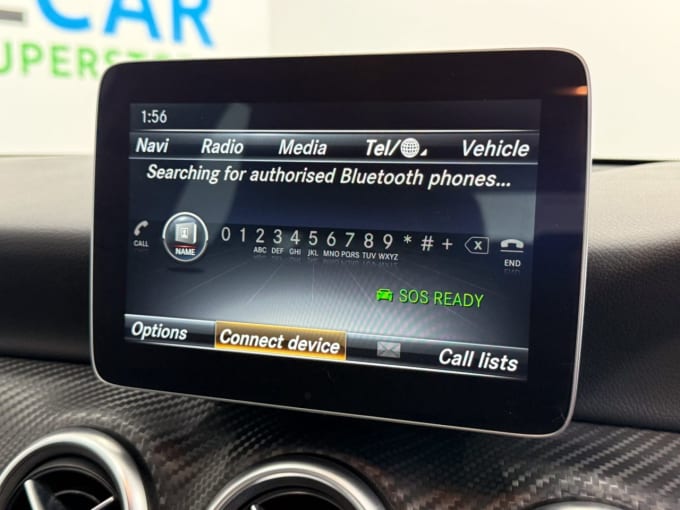 CAR
1:56
Navi Radio Media Tel/ Vehicle
Searching for authorised Bluetooth phones...
CALL NAME 0 1 2 3 4 5 6 7 8 9 * # + X END
ABC DEF GHI JKL MNO PQRS TUV WXYZ
SOS READY
Options Connect device Call lists